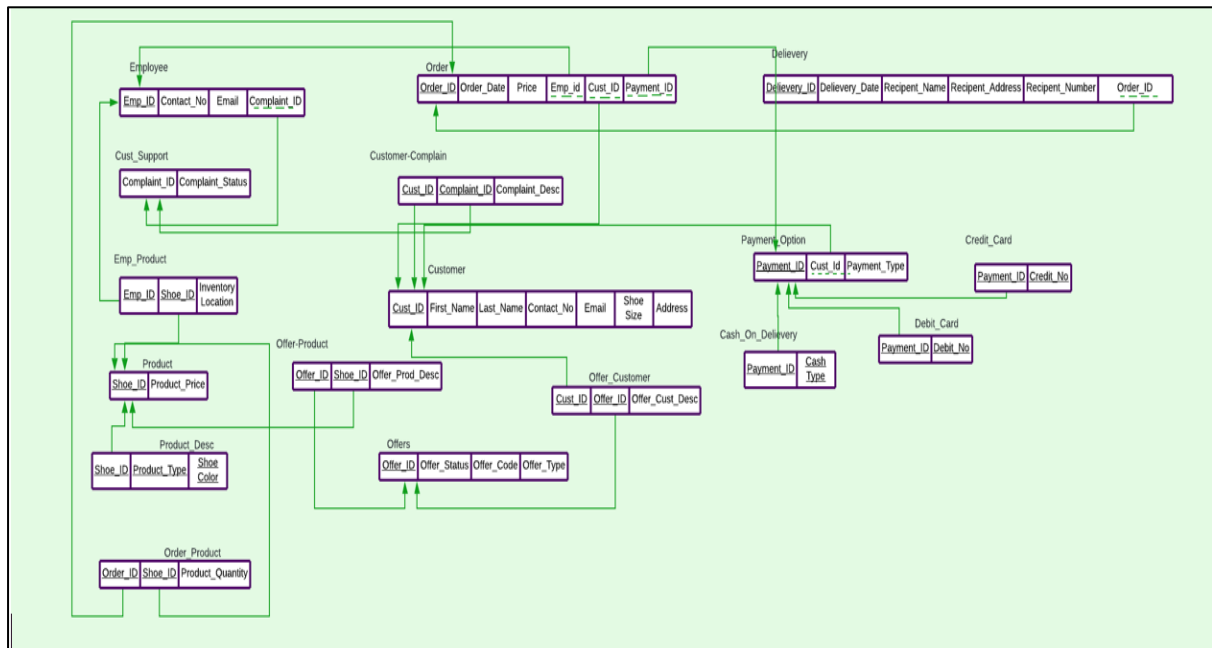 Order
Delievery
Employee
Order_ID Order_Date Price Emp_id Cust_ID Payment_ID
Delievery_ID Delievery_Date Recipent_Name Recipent_Address Recipent_Number Order_ID
Emp_ID Contact_No Email Complaint_ID
Cust_Support
Customer-Complain
Complaint_ID Complaint_Status
Cust_ID Complaint_ID Complaint_Desc
Payment_Option
Credit_Card
Emp_Product
Customer
Payment_ID Cust_Id Payment_Type
Payment_ID Credit_No
Emp_ID Shoe_ID Inventory
Location
Cust_ID First_Name Last_Name Contact_No Email Shoe
Size Address
Cash_On_Delievery
Debit_Card
Offer-Product
Payment_ID Debit_No
Product
Payment_ID Cash
Type
Offer_ID Shoe_ID Offer_Prod_Desc
Offer_Customer
Shoe_ID Product_Price
Cust_ID Offer_ID Offer_Cust_Desc
Product_Desc
Offers
Shoe_ID Product_Type Shoe
Color
Offer_ID Offer_Status Offer_Code Offer_Type
Order_Product
Order_ID Shoe_ID Product_Quantity